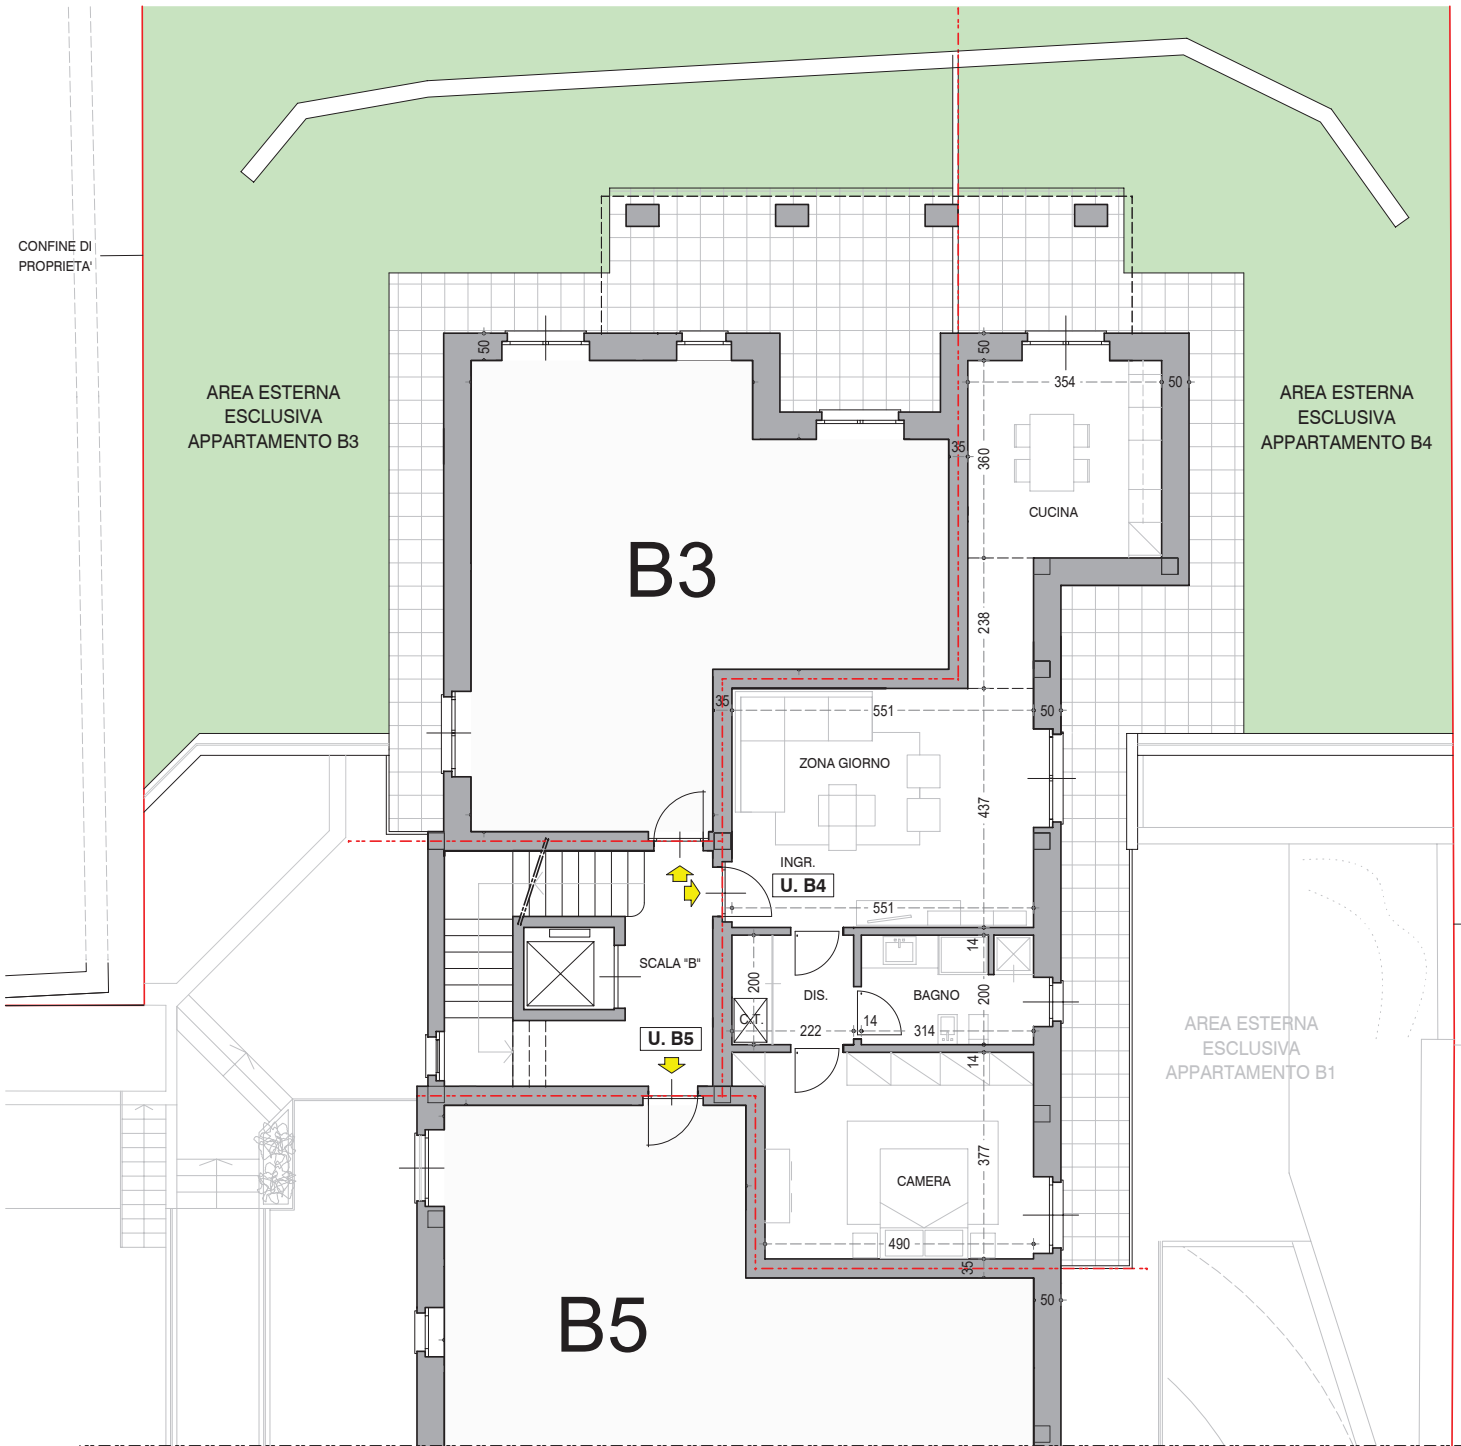 CONFINE DI
PROPRIETA'
AREA ESTERNA
ESCLUSIVA
APPARTAMENTO B3
AREA ESTERNA
ESCLUSIVA
APPARTAMENTO B4
50
50
354
50
35
360
CUCINA
B3
238
35
551
50
ZONA GIORNO
437
INGR.
U. B4
551
SCALA "B"
14
200
DIS.
BAGNO
200
C.T.
222
14
314
U. B5
14
AREA ESTERNA
ESCLUSIVA
APPARTAMENTO B1
377
CAMERA
490
35
50
B5